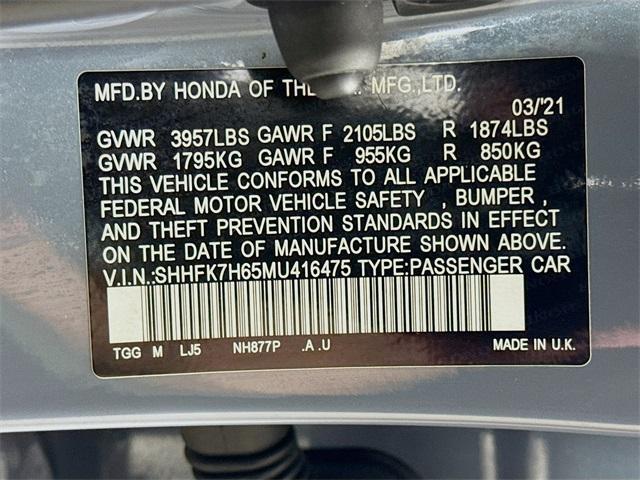 MFD.BY HONDA OF THE MFG.,LTD.
03/'21
GVWR 3957LBS GAWR F 2105LBS R 1874LBS
GVWR 1795KG GAWR F 955KG R 850KG
THIS VEHICLE CONFORMS TO ALL APPLICABLE
FEDERAL MOTOR VEHICLE SAFETY , BUMPER ,
AND THEFT PREVENTION STANDARDS IN EFFECT
ON THE DATE OF MANUFACTURE SHOWN ABOVE.
V.I.N.:SHHFK7H65MU416475 TYPE:PASSENGER CAR
TGG M LJ5 NH877P .A .U MADE IN U.K.